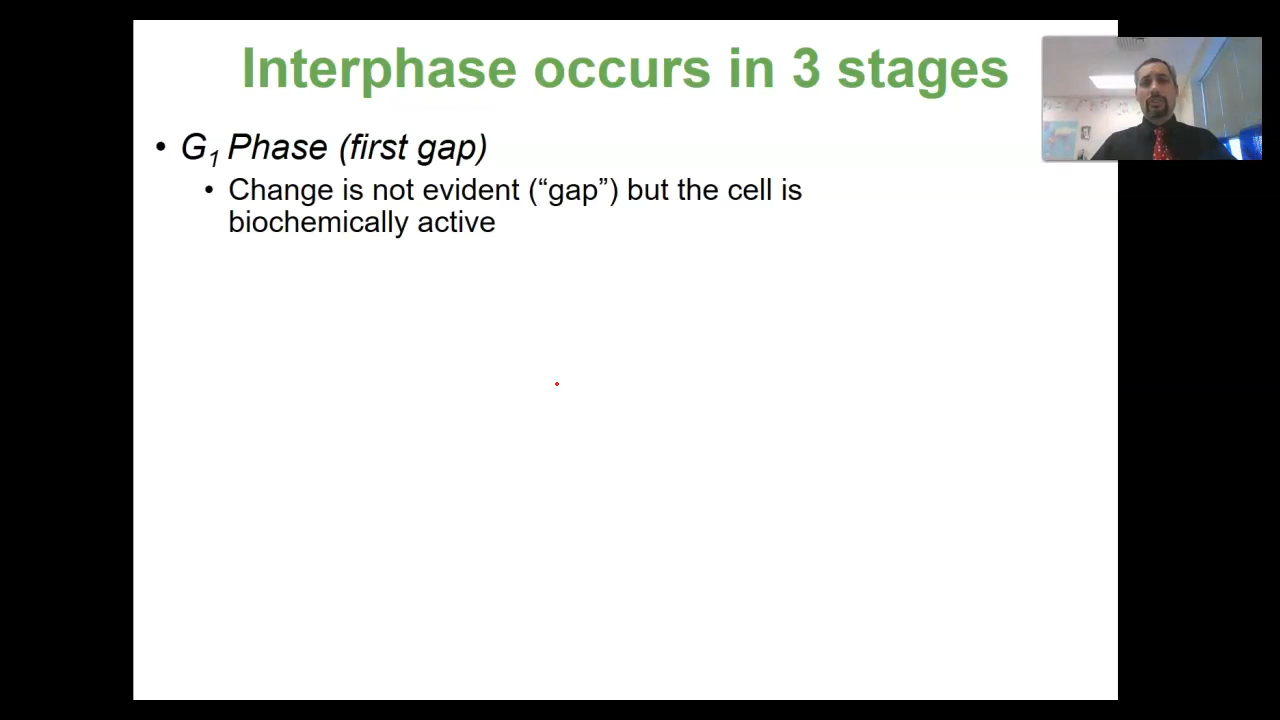 Interphase occurs in 3 stages
• G₁ Phase (first gap)
• Change is not evident (“gap”) but the cell is
biochemically active